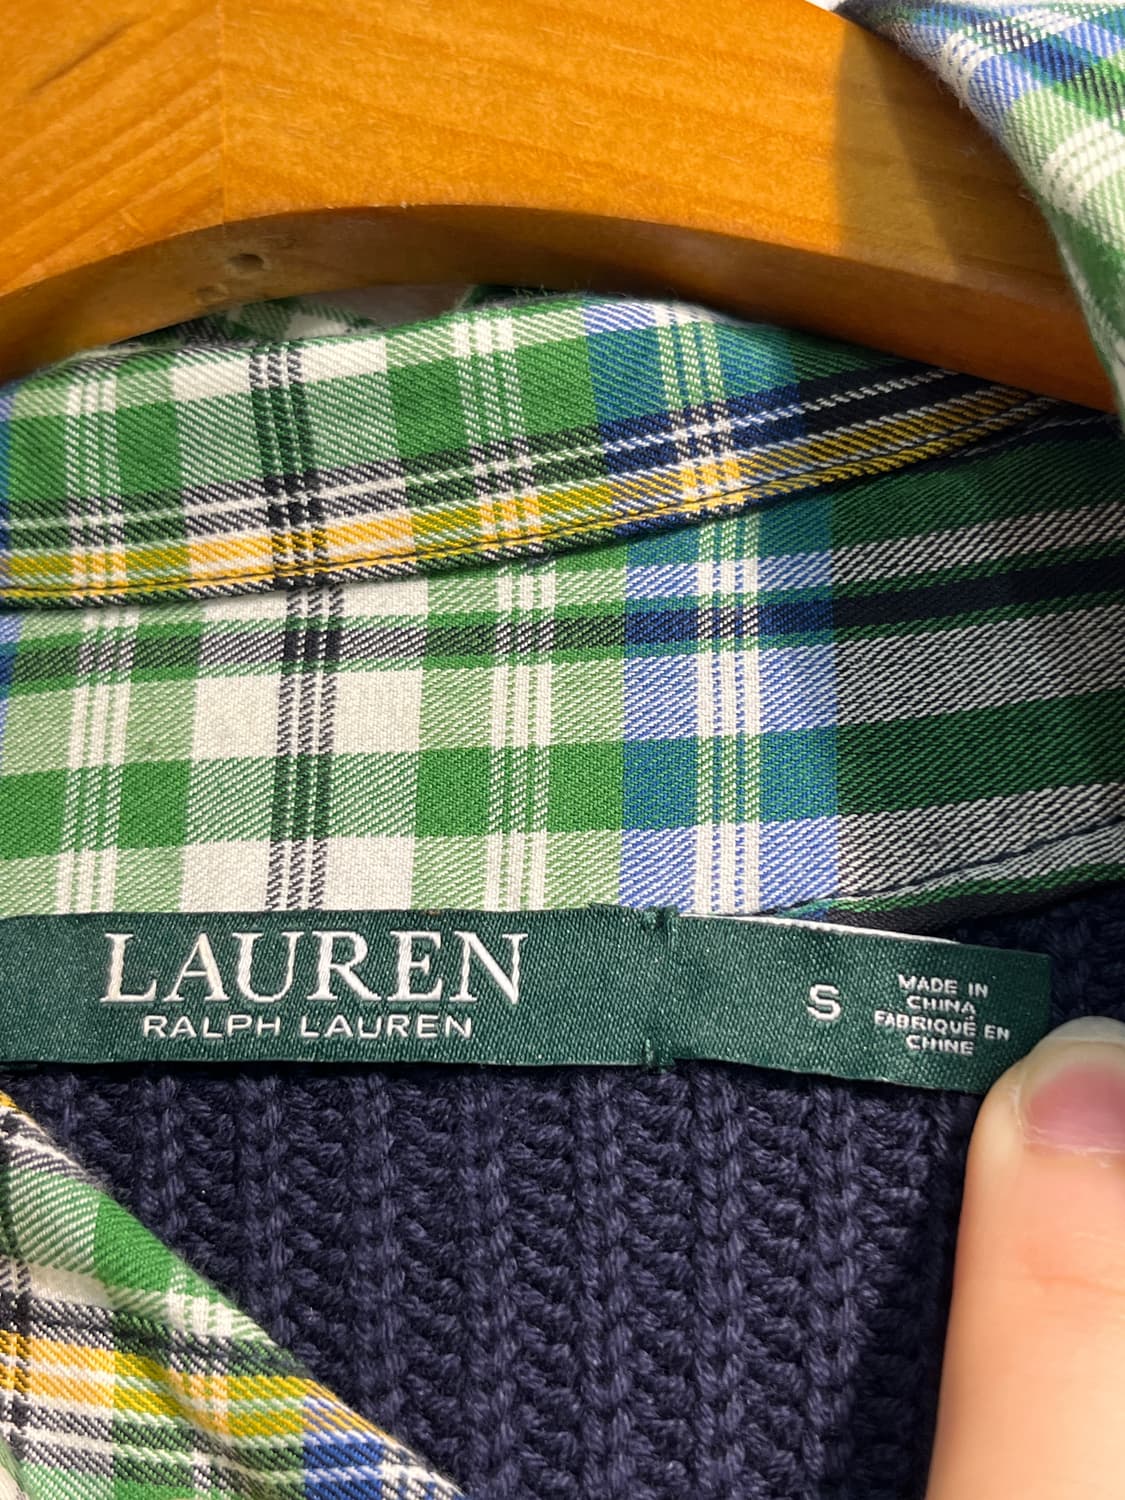 LAUREN
RALPH LAUREN
S
MADE IN
CHINA
FABRIQUÉ EN
CHINE